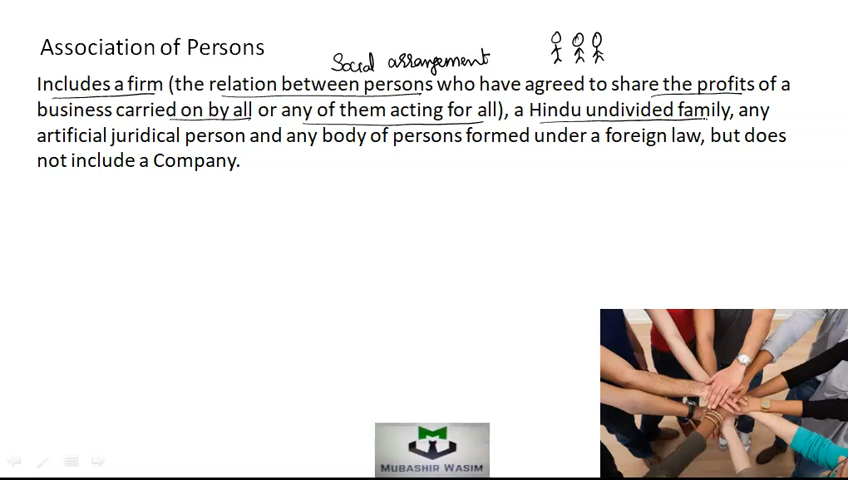 Association of Persons
Social arrangement
Includes a firm (the relation between persons who have agreed to share the profits of a
business carried on by all or any of them acting for all), a Hindu undivided family, any
artificial juridical person and any body of persons formed under a foreign law, but does
not include a Company.
MUBASHIR WASIM